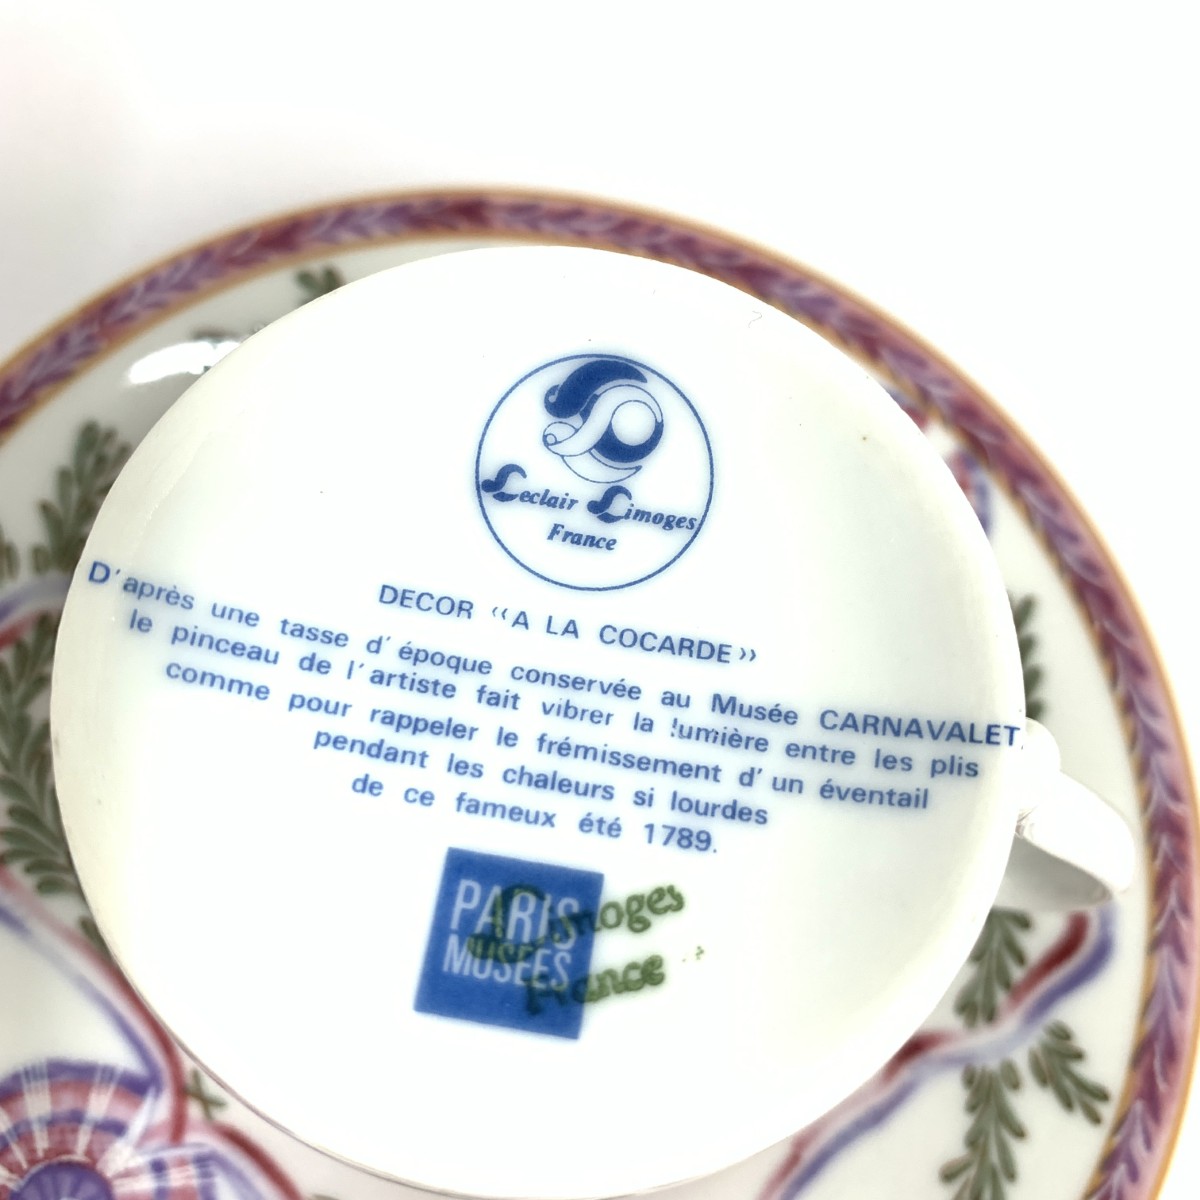 Leclair Limoges
France
DECOR «A LA COCARDE»
D'après une tasse d'époque conservée au Musée CARNAVALET,
le pinceau de l'artiste fait vibrer la lumière entre les plis
comme pour rappeler le frémissement d'un éventail
pendant les chaleurs si lourdes
de ce fameux été 1789.
PARIS
MUSÉES
Limoges
France